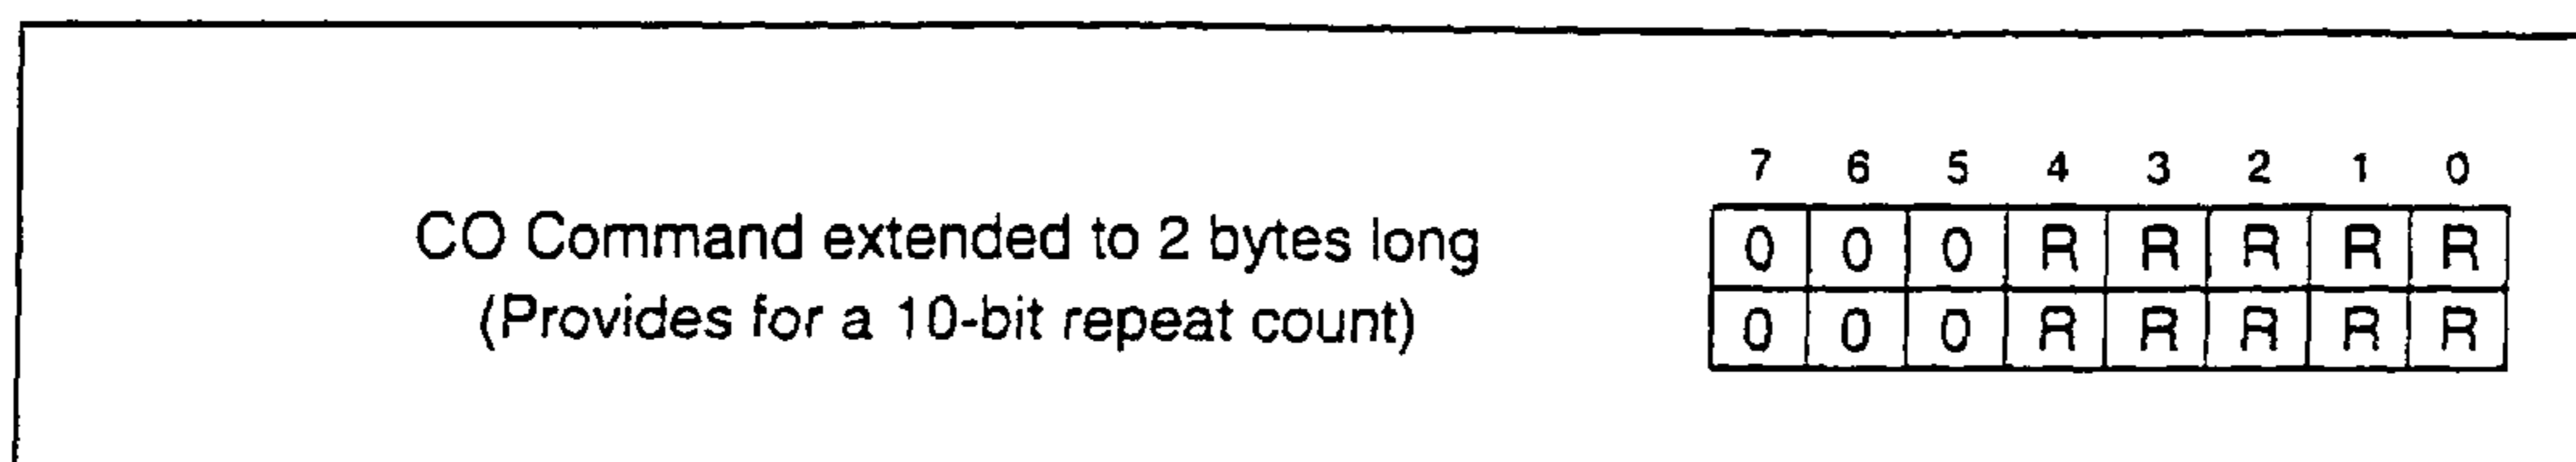 7 6 5 4 3 2 1 0
CO Command extended to 2 bytes long
0 0 0 R R R R R
(Provides for a 10-bit repeat count)
0 0 0 R R R R R